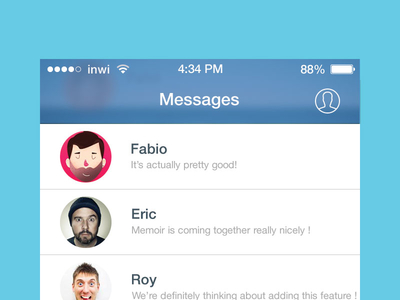 inwi 4:34 PM 88%
Messages
Fabio
It's actually pretty good!
Eric
Memoir is coming together really nicely !
Roy
We're definitely thinking about adding this feature !